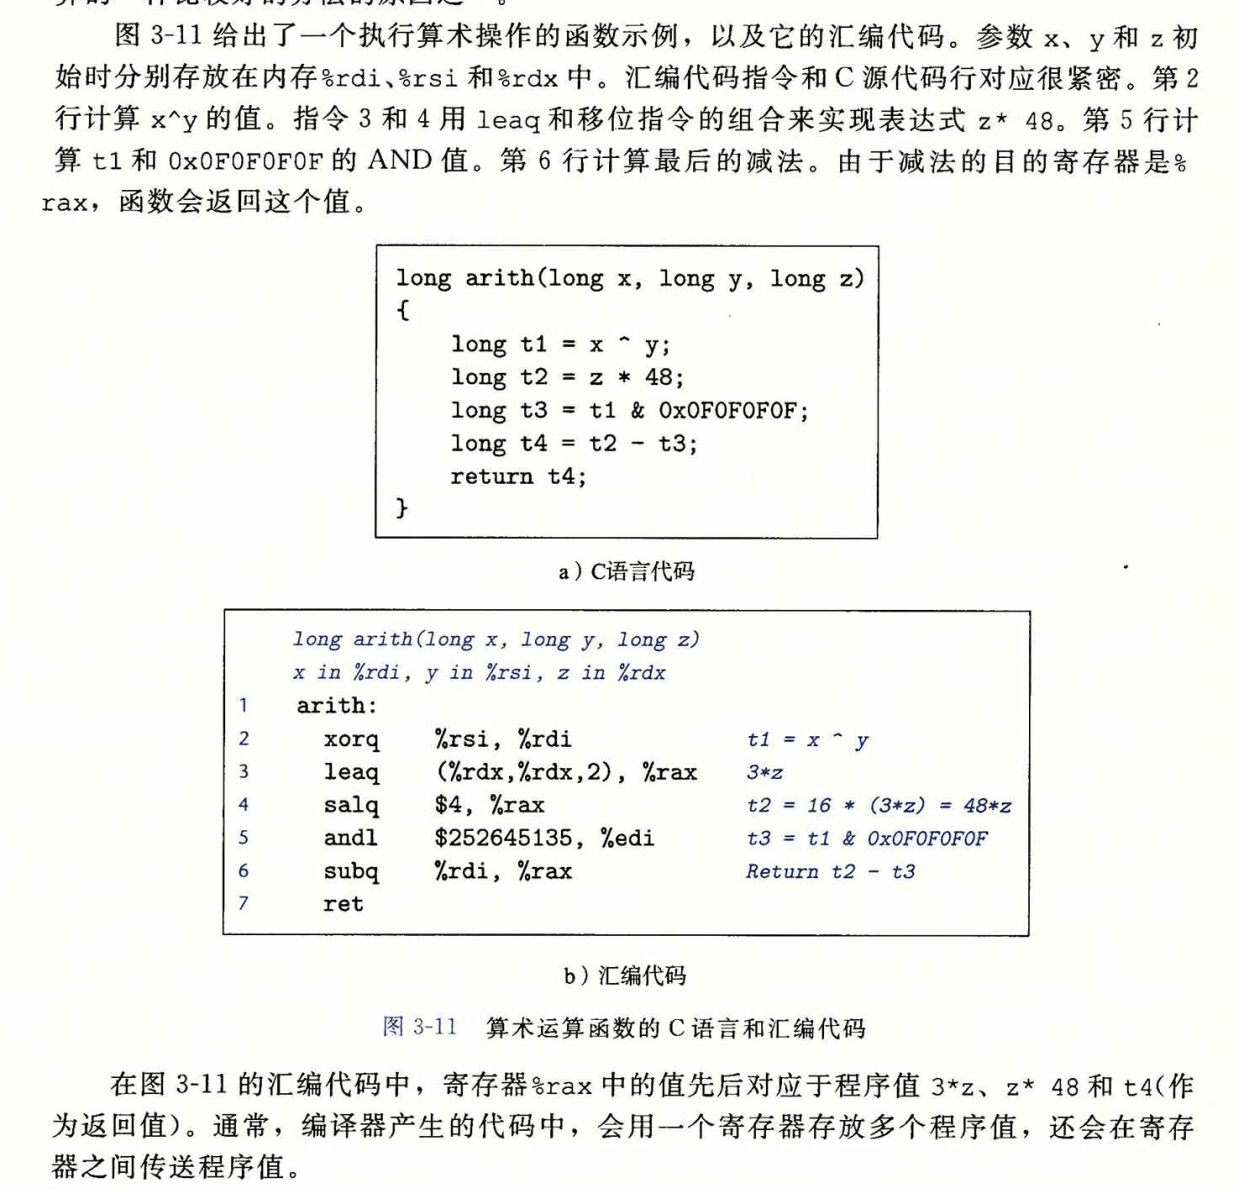 图 3-11 给出了一个执行算术操作的函数示例，以及它的汇编代码。参数 x、y 和 z 初
始时分别存放在内存%rdi、%rsi 和%rdx 中。汇编代码指令和 C 源代码行对应很紧密。第 2
行计算 x^y 的值。指令 3 和 4 用 leaq 和移位指令的组合来实现表达式 z* 48。第 5 行计
算 t1 和 0x0F0F0F0F 的 AND 值。第 6 行计算最后的减法。由于减法的目的寄存器是%
rax，函数会返回这个值。
long arith(long x, long y, long z)
{
    long t1 = x ^ y;
    long t2 = z * 48;
    long t3 = t1 & 0x0F0F0F0F;
    long t4 = t2 - t3;
    return t4;
}
a）C语言代码
long arith(long x, long y, long z)
x in %rdi, y in %rsi, z in %rdx
1 arith:
2 xorq %rsi, %rdi t1 = x ^ y
3 leaq (%rdx,%rdx,2), %rax 3*z
4 salq $4, %rax t2 = 16 * (3*z) = 48*z
5 andl $252645135, %edi t3 = t1 & 0x0F0F0F0F
6 subq %rdi, %rax Return t2 - t3
7 ret
b）汇编代码
图 3-11 算术运算函数的 C 语言和汇编代码
在图 3-11 的汇编代码中，寄存器%rax 中的值先后对应于程序值 3*z、z* 48 和 t4(作
为返回值)。通常，编译器产生的代码中，会用一个寄存器存放多个程序值，还会在寄存
器之间传送程序值。